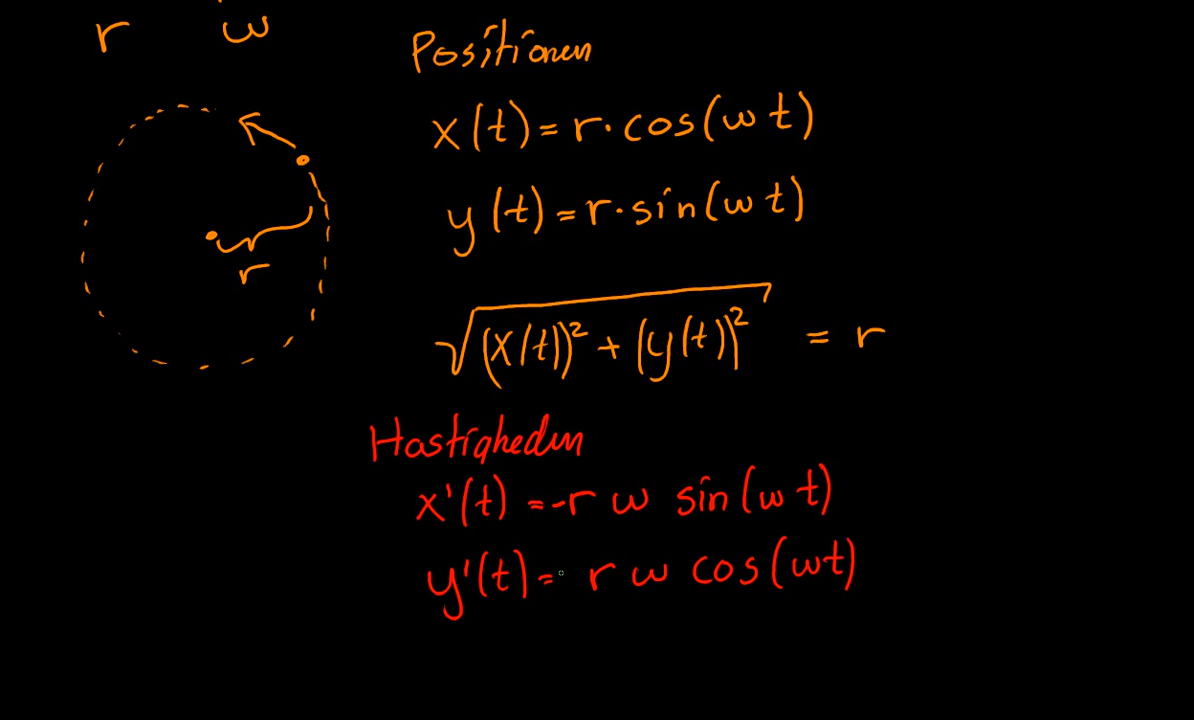 r ω
Positionen
x(t) = r·cos(ωt)
y(t) = r·sin(ωt)
r
√((x(t))² + (y(t))²) = r
Hastigheden
x'(t) = -r ω sin(ωt)
y'(t) = r ω cos(ωt)